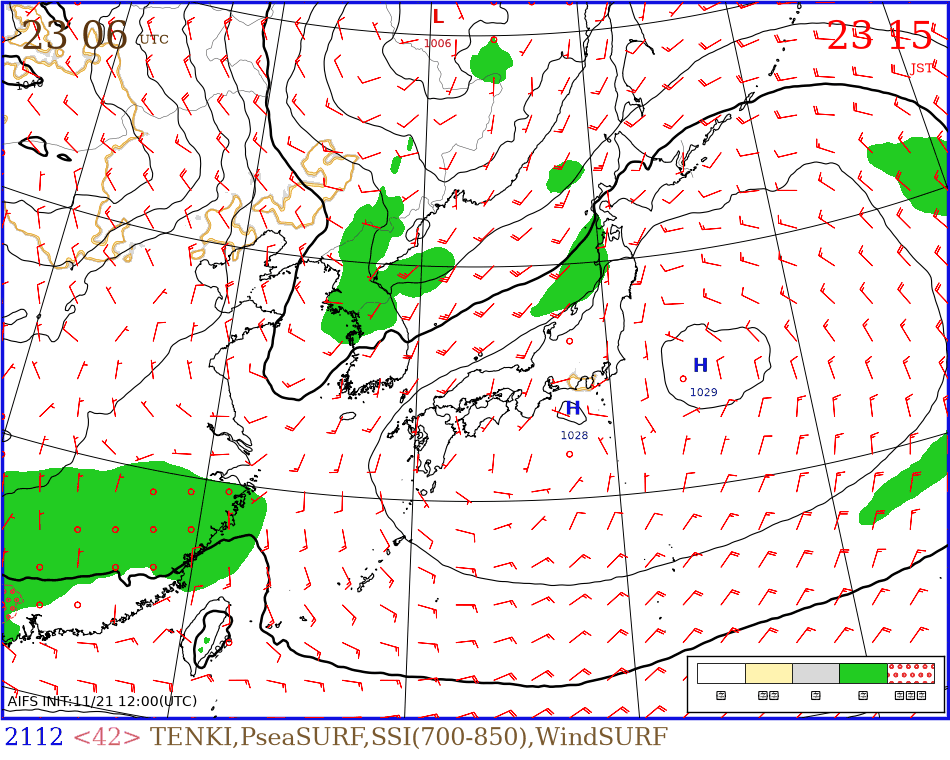 23 06 UTC
23 15
JST
L
1006
1040
H
1029
H
1028
AIFS INIT:11/21 12:00(UTC)
2112 <42> TENKI,PseaSURF,SSI(700-850),WindSURF